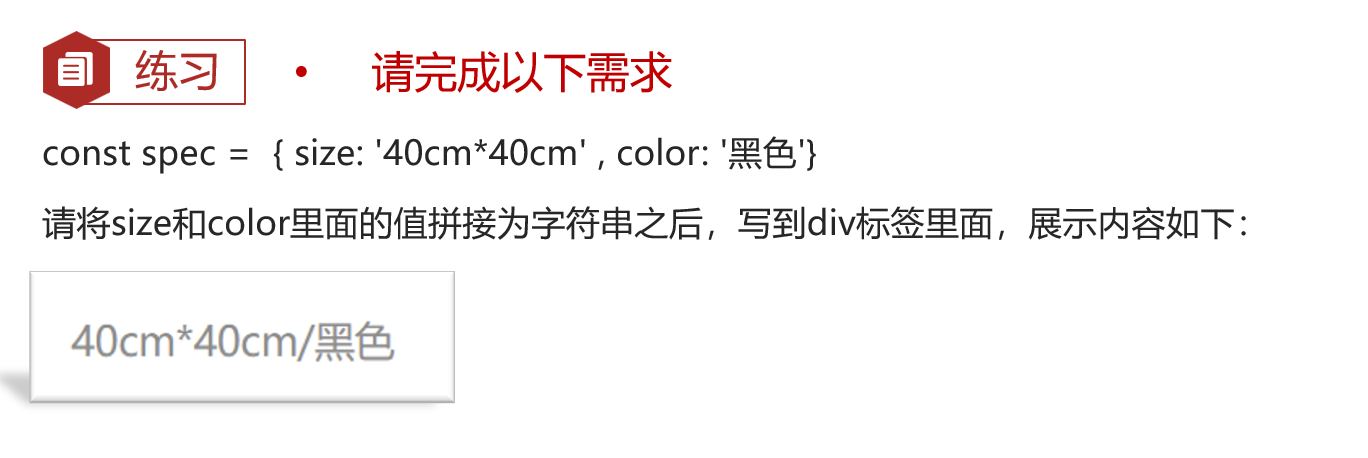 练习 • 请完成以下需求
const spec = { size: '40cm*40cm' , color: '黑色'}
请将size和color里面的值拼接为字符串之后，写到div标签里面，展示内容如下：
40cm*40cm/黑色